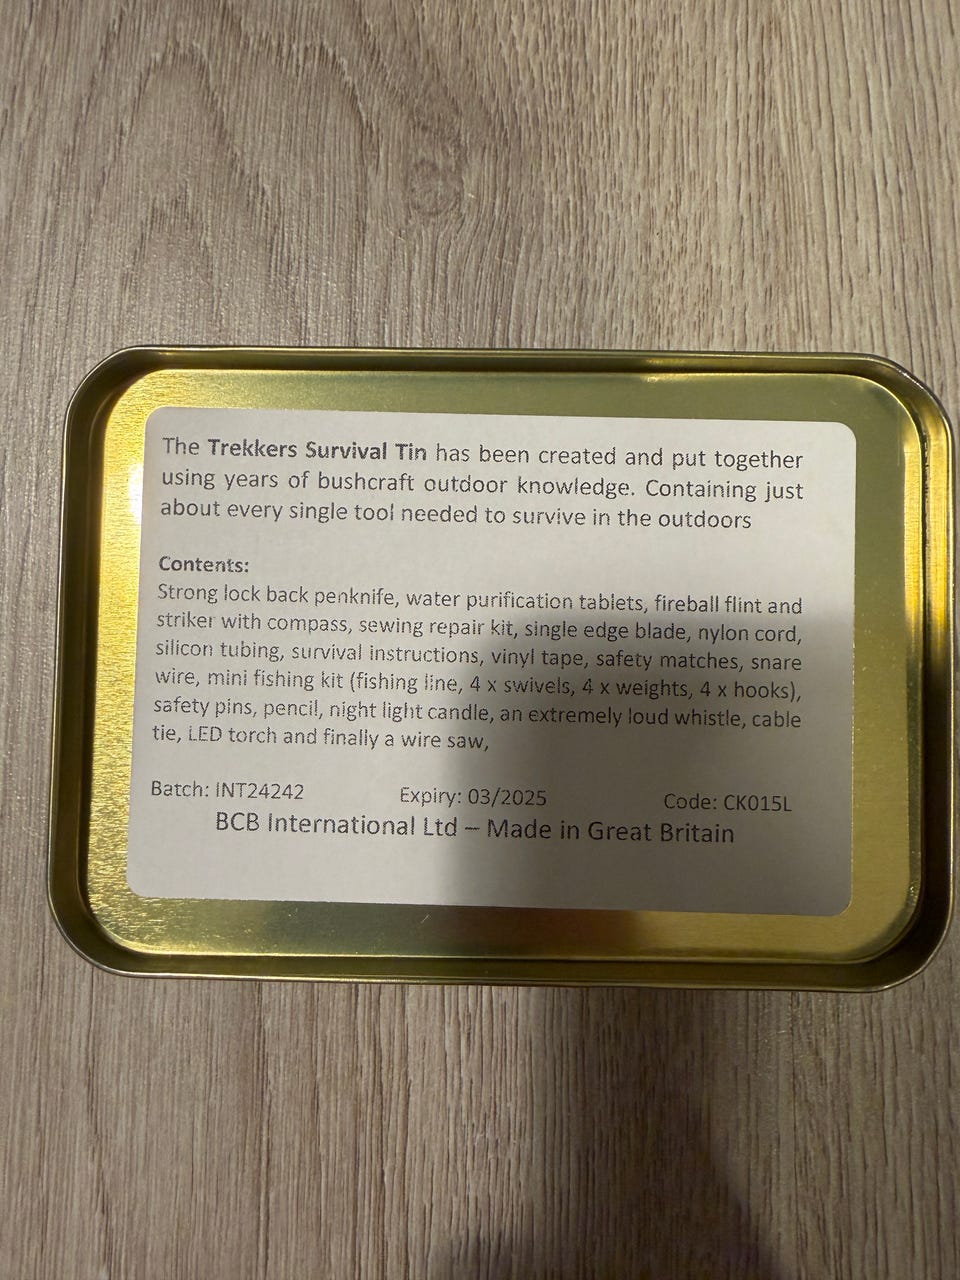 The Trekkers Survival Tin has been created and put together
using years of bushcraft outdoor knowledge. Containing just
about every single tool needed to survive in the outdoors
Contents:
Strong lock back penknife, water purification tablets, fireball flint and
striker with compass, sewing repair kit, single edge blade, nylon cord,
silicon tubing, survival instructions, vinyl tape, safety matches, snare
wire, mini fishing kit (fishing line, 4 x swivels, 4 x weights, 4 x hooks),
safety pins, pencil, night light candle, an extremely loud whistle, cable
tie, LED torch and finally a wire saw,
Batch: INT24242 Expiry: 03/2025 Code: CK015L
BCB International Ltd – Made in Great Britain